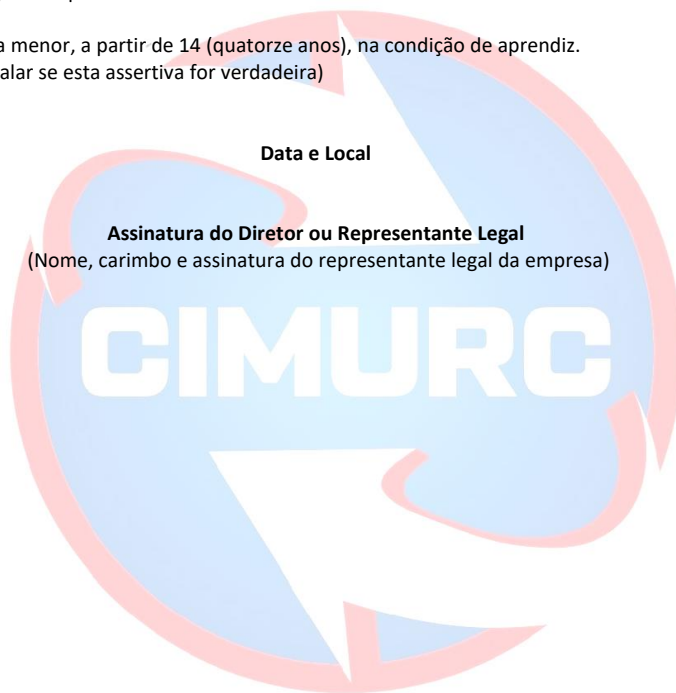 a menor, a partir de 14 (quatorze anos), na condição de aprendiz.
alar se esta assertiva for verdadeira)
Data e Local
Assinatura do Diretor ou Representante Legal
(Nome, carimbo e assinatura do representante legal da empresa)
CIMURC